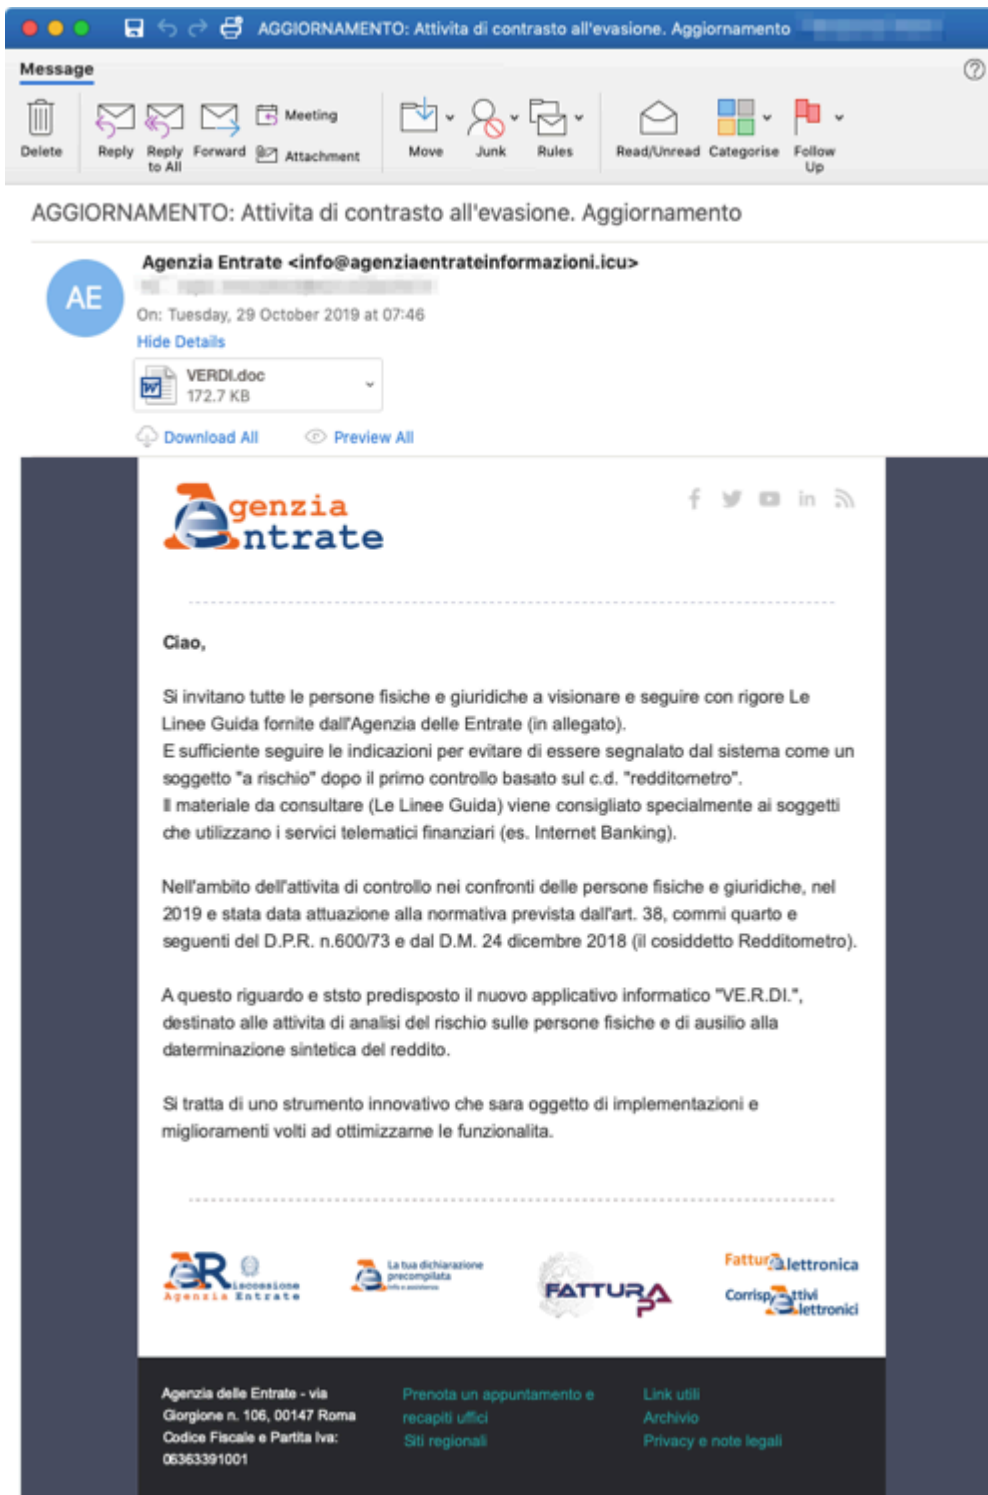 AGGIORNAMENTO: Attivita di contrasto all'evasione. Aggiornamento
Message
Delete
Reply
Reply to All
Forward
Meeting
Attachment
Move
Junk
Rules
Read/Unread
Categorise
Follow Up
AGGIORNAMENTO: Attivita di contrasto all'evasione. Aggiornamento
AE
Agenzia Entrate <info@agenziaentrateinformazioni.icu>
On: Tuesday, 29 October 2019 at 07:46
Hide Details
VERDI.doc
172.7 KB
Download All
Preview All
Agenzia
Entrate
Ciao,
Si invitano tutte le persone fisiche e giuridiche a visionare e seguire con rigore Le
Linee Guida fornite dall'Agenzia delle Entrate (in allegato).
E sufficiente seguire le indicazioni per evitare di essere segnalato dal sistema come un
soggetto "a rischio" dopo il primo controllo basato sul c.d. "redditometro".
Il materiale da consultare (Le Linee Guida) viene consigliato specialmente ai soggetti
che utilizzano i servici telematici finanziari (es. Internet Banking).
Nell'ambito dell'attivita di controllo nei confronti delle persone fisiche e giuridiche, nel
2019 e stata data attuazione alla normativa prevista dall'art. 38, commi quarto e
seguenti del D.P.R. n.600/73 e dal D.M. 24 dicembre 2018 (il cosiddetto Redditometro).
A questo riguardo e ststo predisposto il nuovo applicativo informatico "VE.R.DI.",
destinato alle attivita di analisi del rischio sulle persone fisiche e di ausilio alla
daterminazione sintetica del reddito.
Si tratta di uno strumento innovativo che sara oggetto di implementazioni e
miglioramenti volti ad ottimizzarne le funzionalita.
Riscossione
Agenzia Entrate
La tua dichiarazione
precompilata
info e assistenza
FATTURAPA
Fattura elettronica
Corrispettivi
elettronici
Agenzia delle Entrate - via
Giorgione n. 106, 00147 Roma
Codice Fiscale e Partita Iva:
06363391001
Prenota un appuntamento e
recapiti uffici
Siti regionali
Link utili
Archivio
Privacy e note legali